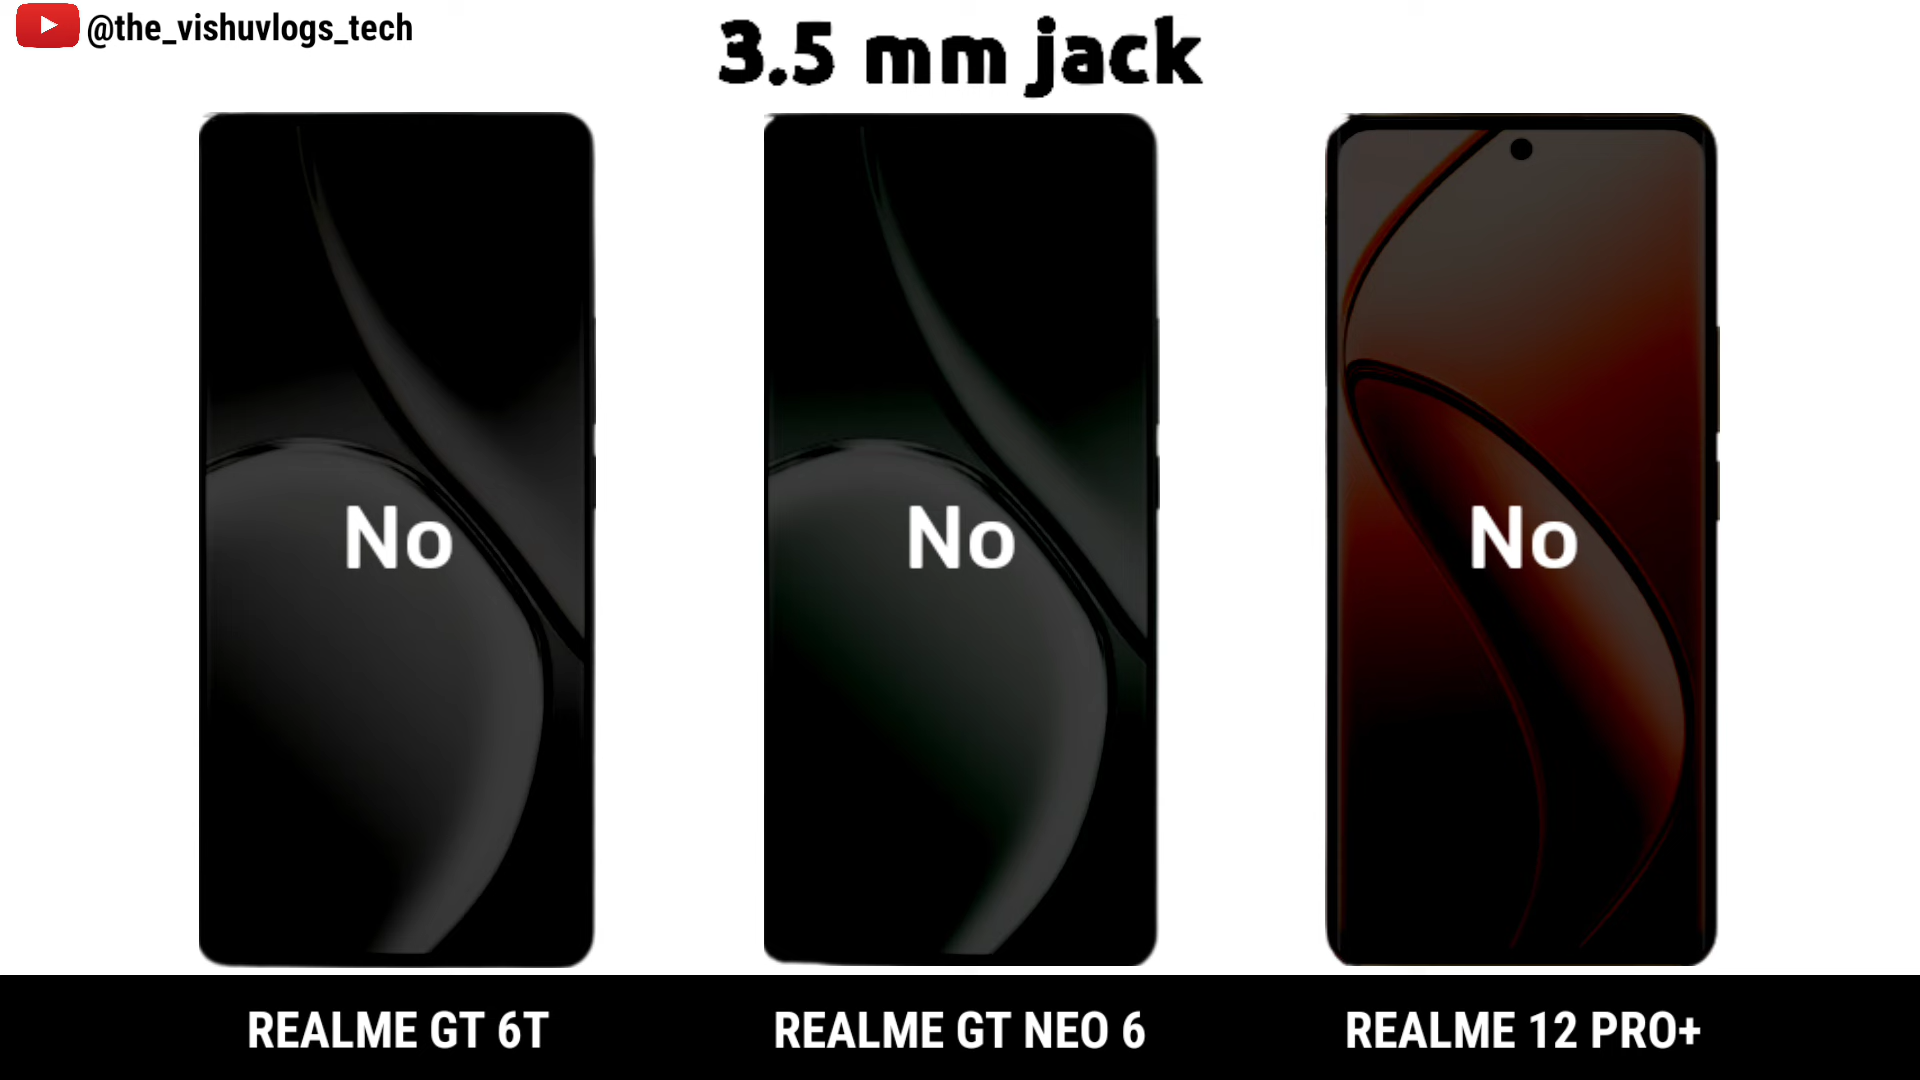 @the_vishuvlogs_tech
3.5 mm jack
No
No
No
REALME GT 6T
REALME GT NEO 6
REALME 12 PRO+